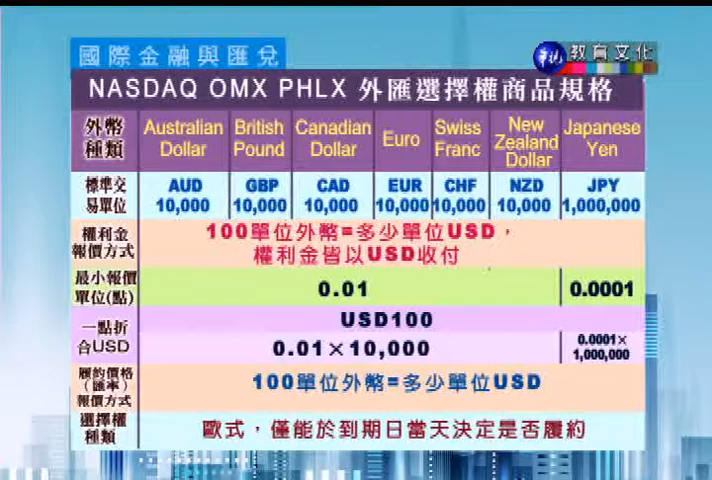 國際金融與匯兌
華視 教育文化
NASDAQ OMX PHLX 外匯選擇權商品規格
外幣種類 Australian Dollar British Pound Canadian Dollar Euro Swiss Franc New Zealand Dollar Japanese Yen
標準交易單位 AUD 10,000 GBP 10,000 CAD 10,000 EUR 10,000 CHF 10,000 NZD 10,000 JPY 1,000,000
權利金報價方式 100單位外幣=多少單位USD，
權利金皆以USD收付
最小報價單位(點) 0.01 0.0001
一點折合USD USD100
0.01×10,000 0.0001×1,000,000
履約價格(匯率)報價方式 100單位外幣=多少單位USD
選擇權種類 歐式，僅能於到期日當天決定是否履約